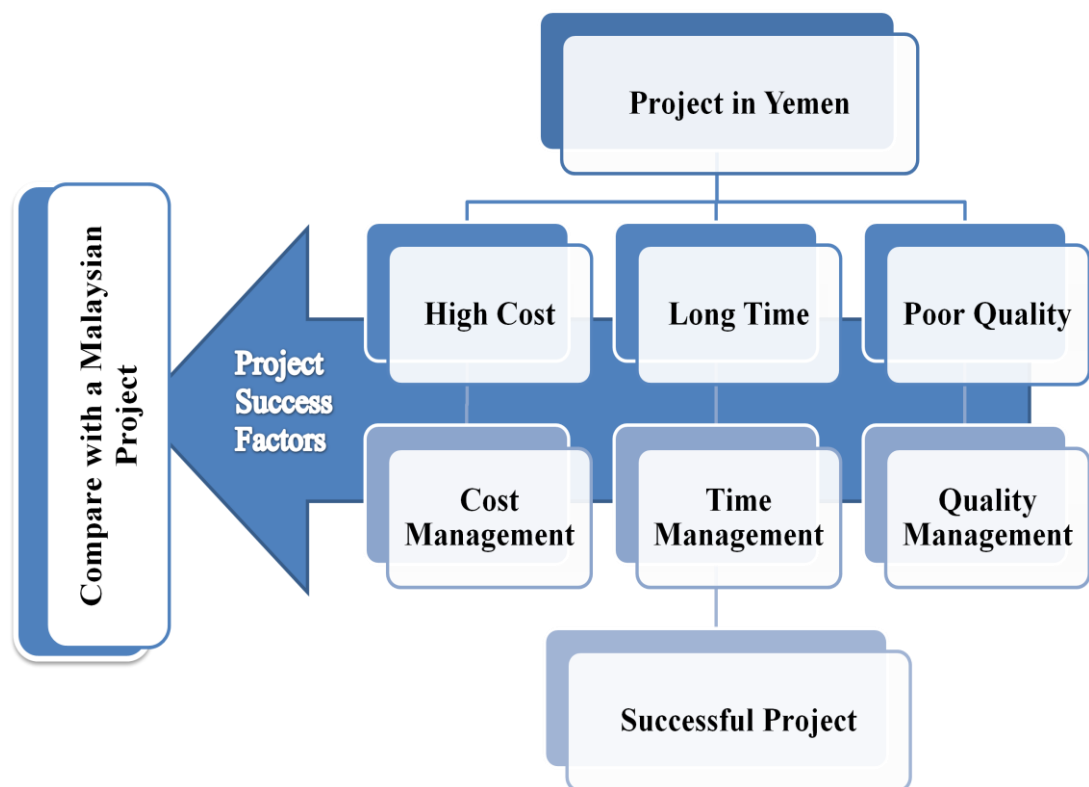 Project in Yemen
High Cost
Long Time
Poor Quality
Project
Success
Factors
Compare with a Malaysian
Project
Cost
Management
Time
Management
Quality
Management
Successful Project